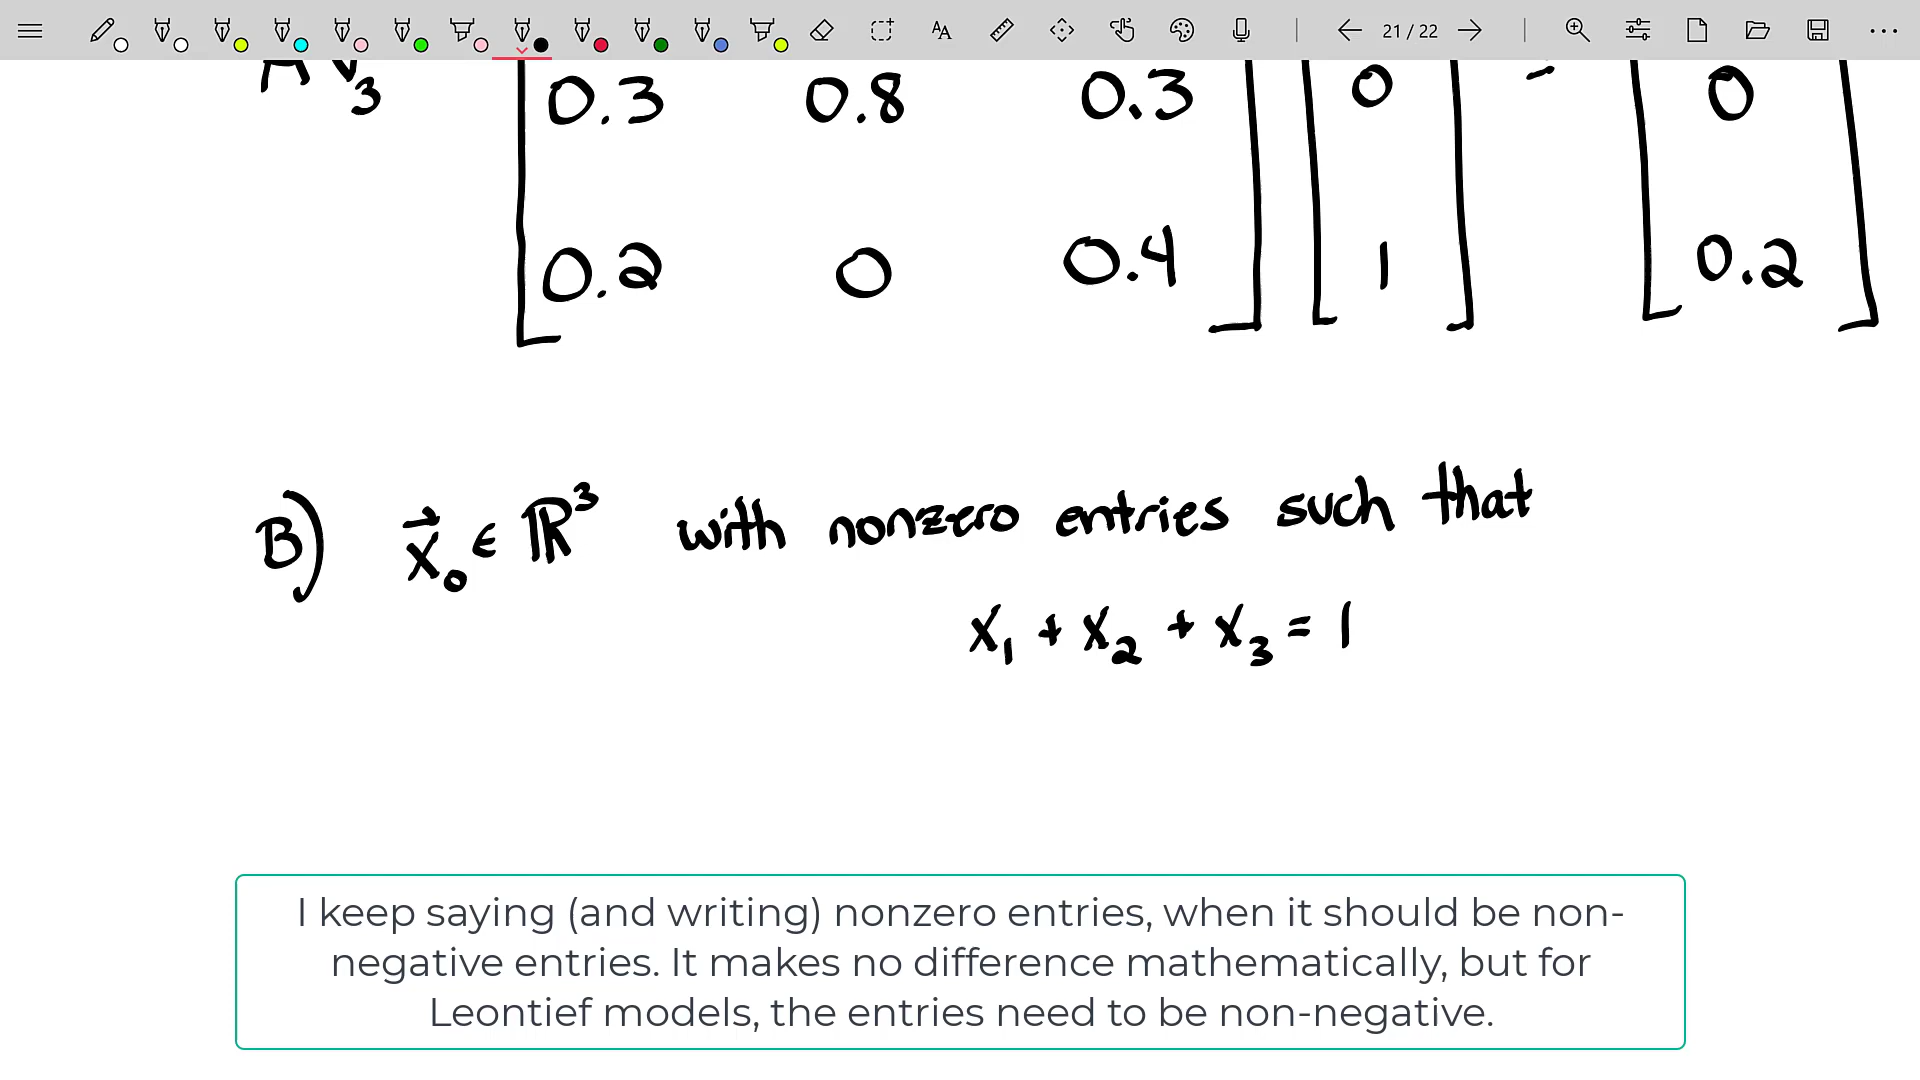 21 / 22
A v₃ [ 0.3 0.8 0.3 ] [ 0 ] = [ 0 ]
0.2 0 0.4 1 0.2
B) x⃗₀ ∈ ℝ³ with nonzero entries such that
x₁ + x₂ + x₃ = 1
I keep saying (and writing) nonzero entries, when it should be non-
negative entries. It makes no difference mathematically, but for
Leontief models, the entries need to be non-negative.